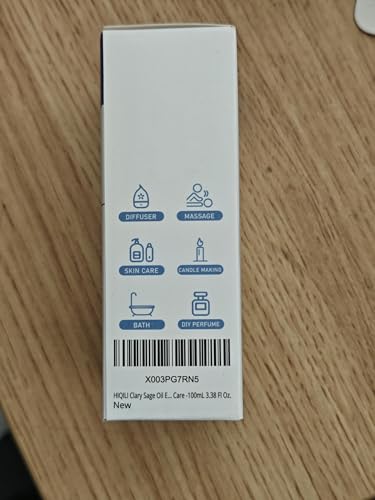 DIFFUSER
MASSAGE
SKIN CARE
CANDLE MAKING
BATH
DIY PERFUME
X003PG7RN5
HIQIU Clary Sage Oil E... Care -100mL 3.38 Fl Oz.
New